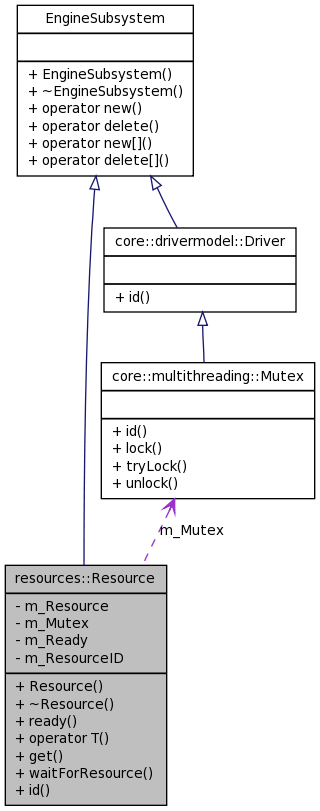 EngineSubsystem
+ EngineSubsystem()
+ ~EngineSubsystem()
+ operator new()
+ operator delete()
+ operator new[]()
+ operator delete[]()
core::drivermodel::Driver
+ id()
core::multithreading::Mutex
+ id()
+ lock()
+ tryLock()
+ unlock()
m_Mutex
resources::Resource
- m_Resource
- m_Mutex
- m_Ready
- m_ResourceID
+ Resource()
+ ~Resource()
+ ready()
+ operator T()
+ get()
+ waitForResource()
+ id()